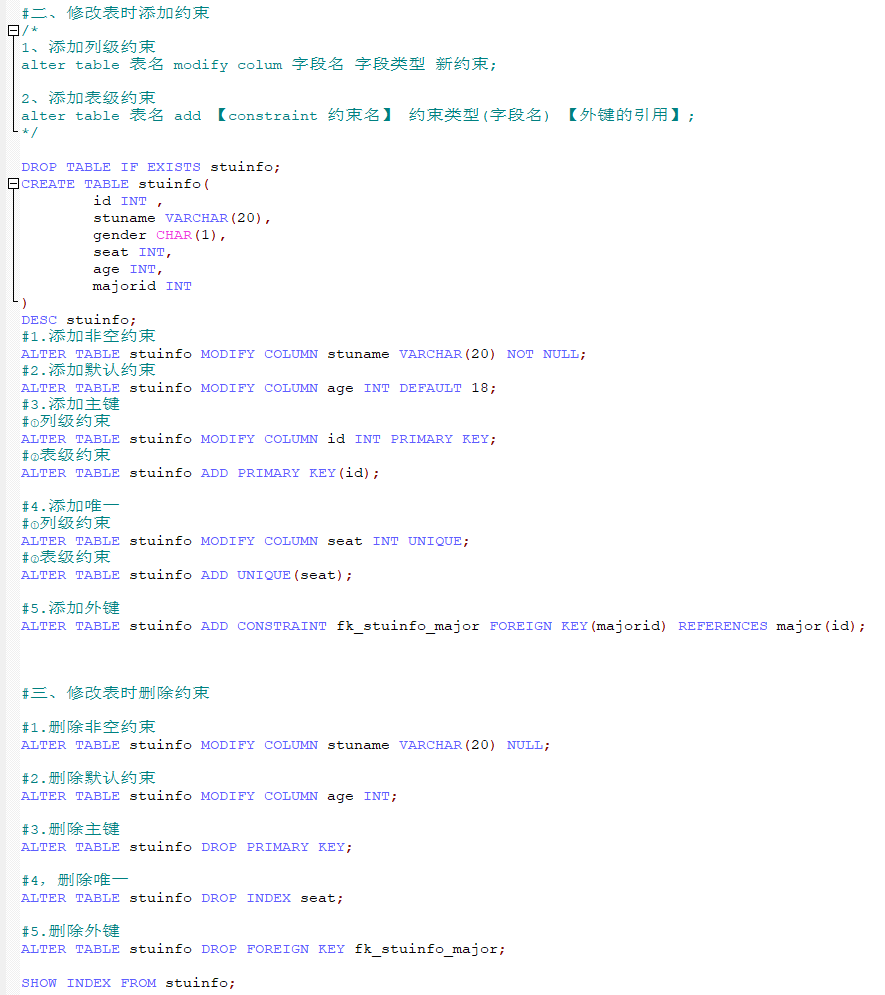 #二、修改表时添加约束
/*
1、添加列级约束
alter table 表名 modify colum 字段名 字段类型 新约束;
2、添加表级约束
alter table 表名 add 【constraint 约束名】 约束类型(字段名) 【外键的引用】;
*/
DROP TABLE IF EXISTS stuinfo;
CREATE TABLE stuinfo(
id INT ,
stuname VARCHAR(20),
gender CHAR(1),
seat INT,
age INT,
majorid INT
)
DESC stuinfo;
#1.添加非空约束
ALTER TABLE stuinfo MODIFY COLUMN stuname VARCHAR(20) NOT NULL;
#2.添加默认约束
ALTER TABLE stuinfo MODIFY COLUMN age INT DEFAULT 18;
#3.添加主键
#①列级约束
ALTER TABLE stuinfo MODIFY COLUMN id INT PRIMARY KEY;
#②表级约束
ALTER TABLE stuinfo ADD PRIMARY KEY(id);
#4.添加唯一
#①列级约束
ALTER TABLE stuinfo MODIFY COLUMN seat INT UNIQUE;
#②表级约束
ALTER TABLE stuinfo ADD UNIQUE(seat);
#5.添加外键
ALTER TABLE stuinfo ADD CONSTRAINT fk_stuinfo_major FOREIGN KEY(majorid) REFERENCES major(id);
#三、修改表时删除约束
#1.删除非空约束
ALTER TABLE stuinfo MODIFY COLUMN stuname VARCHAR(20) NULL;
#2.删除默认约束
ALTER TABLE stuinfo MODIFY COLUMN age INT;
#3.删除主键
ALTER TABLE stuinfo DROP PRIMARY KEY;
#4，删除唯一
ALTER TABLE stuinfo DROP INDEX seat;
#5.删除外键
ALTER TABLE stuinfo DROP FOREIGN KEY fk_stuinfo_major;
SHOW INDEX FROM stuinfo;